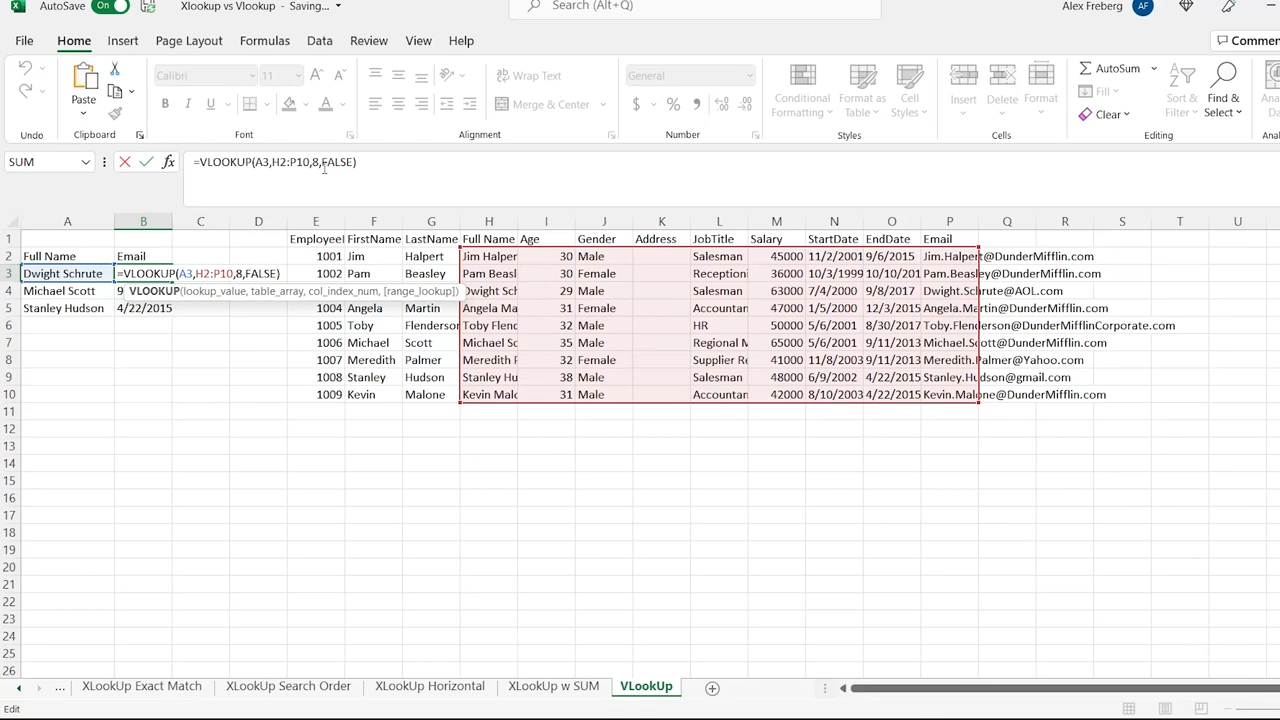 AutoSave On Xlookup vs Vlookup - Saving... Search (Alt+Q) Alex Freberg AF
File Home Insert Page Layout Formulas Data Review View Help
Paste Calibri 11 Wrap Text General AutoSum
B I U Merge & Center $ % Conditional Formatting Format as Table Cell Styles Insert Delete Format Fill Clear Sort & Filter Find & Select
Undo Clipboard Font Alignment Number Styles Cells Editing
SUM fx =VLOOKUP(A3,H2:P10,8,FALSE)
A B C D E F G H I J K L M N O P Q R S T U
1 EmployeeI FirstName LastName Full Name Age Gender Address JobTitle Salary StartDate EndDate Email
2 Full Name Email 1001 Jim Halpert Jim Halper 30 Male Salesman 45000 11/2/2001 9/6/2015 Jim.Halpert@DunderMifflin.com
3 Dwight Schrute =VLOOKUP(A3,H2:P10,8,FALSE) 1002 Pam Beasley Pam Beasl 30 Female Reception 36000 10/3/1999 10/10/201 Pam.Beasley@DunderMifflin.com
4 Michael Scott 9 VLOOKUP(lookup_value, table_array, col_index_num, [range_lookup]) Dwight Sch 29 Male Salesman 63000 7/4/2000 9/8/2017 Dwight.Schrute@AOL.com
5 Stanley Hudson 4/22/2015 1004 Angela Martin Angela Ma 31 Female Accountan 47000 1/5/2000 12/3/2015 Angela.Martin@DunderMifflin.com
6 1005 Toby Flenderson Toby Flend 32 Male HR 50000 5/6/2001 8/30/2017 Toby.Flenderson@DunderMifflinCorporate.com
7 1006 Michael Scott Michael Sc 35 Male Regional M 65000 5/6/2001 9/11/2013 Michael.Scott@DunderMifflin.com
8 1007 Meredith Palmer Meredith P 32 Female Supplier Re 41000 11/8/2003 9/11/2013 Meredith.Palmer@Yahoo.com
9 1008 Stanley Hudson Stanley Hu 38 Male Salesman 48000 6/9/2002 4/22/2015 Stanley.Hudson@gmail.com
10 1009 Kevin Malone Kevin Malo 31 Male Accountan 42000 8/10/2003 4/22/2015 Kevin.Malone@DunderMifflin.com
11
12
13
14
15
16
17
18
19
20
21
22
23
24
25
26
... XLookUp Exact Match XLookUp Search Order XLookUp Horizontal XLookUp w SUM VLookUp
Edit